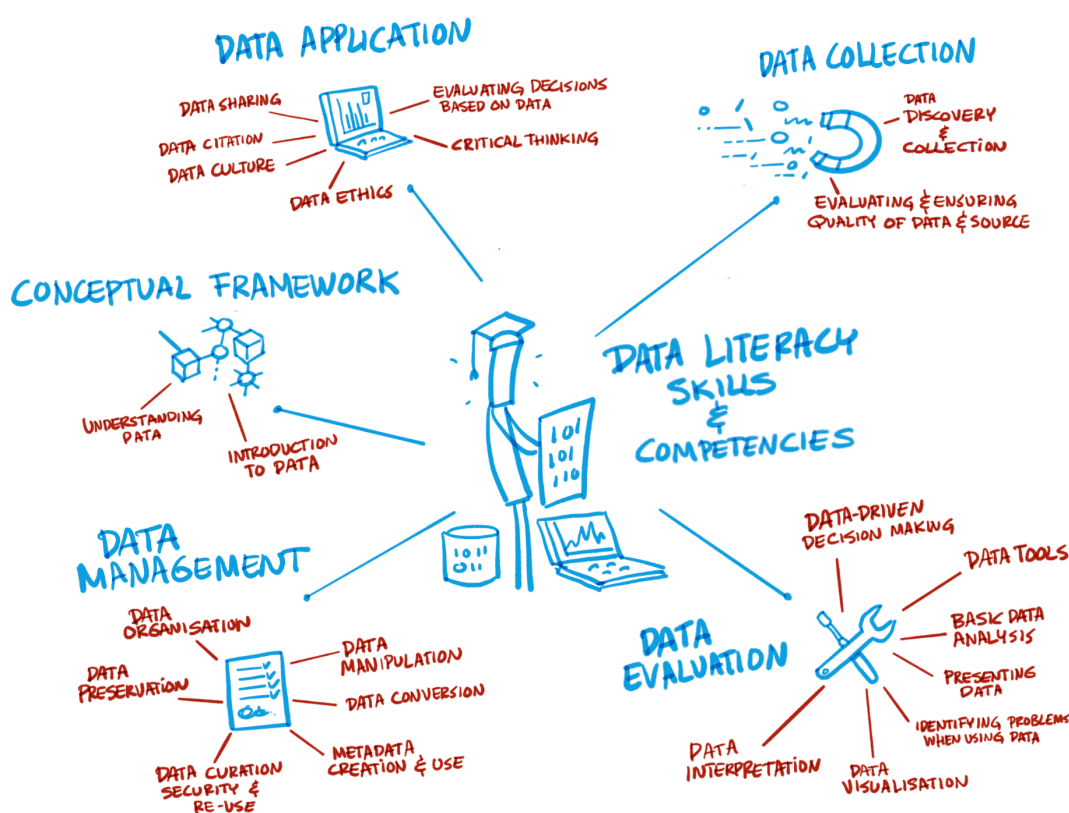 DATA APPLICATION
DATA SHARING
DATA CITATION
DATA CULTURE
DATA ETHICS
EVALUATING DECISIONS
BASED ON DATA
CRITICAL THINKING
DATA COLLECTION
DATA
DISCOVERY
&
COLLECTION
EVALUATING & ENSURING
QUALITY OF DATA & SOURCE
CONCEPTUAL FRAMEWORK
UNDERSTANDING
DATA
INTRODUCTION
TO DATA
DATA LITERACY
SKILLS
&
COMPETENCIES
101
101
110
1011
011
DATA
MANAGEMENT
DATA
ORGANISATION
DATA
PRESERVATION
DATA CURATION
SECURITY &
RE-USE
DATA
MANIPULATION
DATA CONVERSION
METADATA
CREATION & USE
DATA
EVALUATION
DATA-DRIVEN
DECISION MAKING
DATA TOOLS
BASIC DATA
ANALYSIS
PRESENTING
DATA
IDENTIFYING PROBLEMS
WHEN USING DATA
DATA
VISUALISATION
DATA
INTERPRETATION